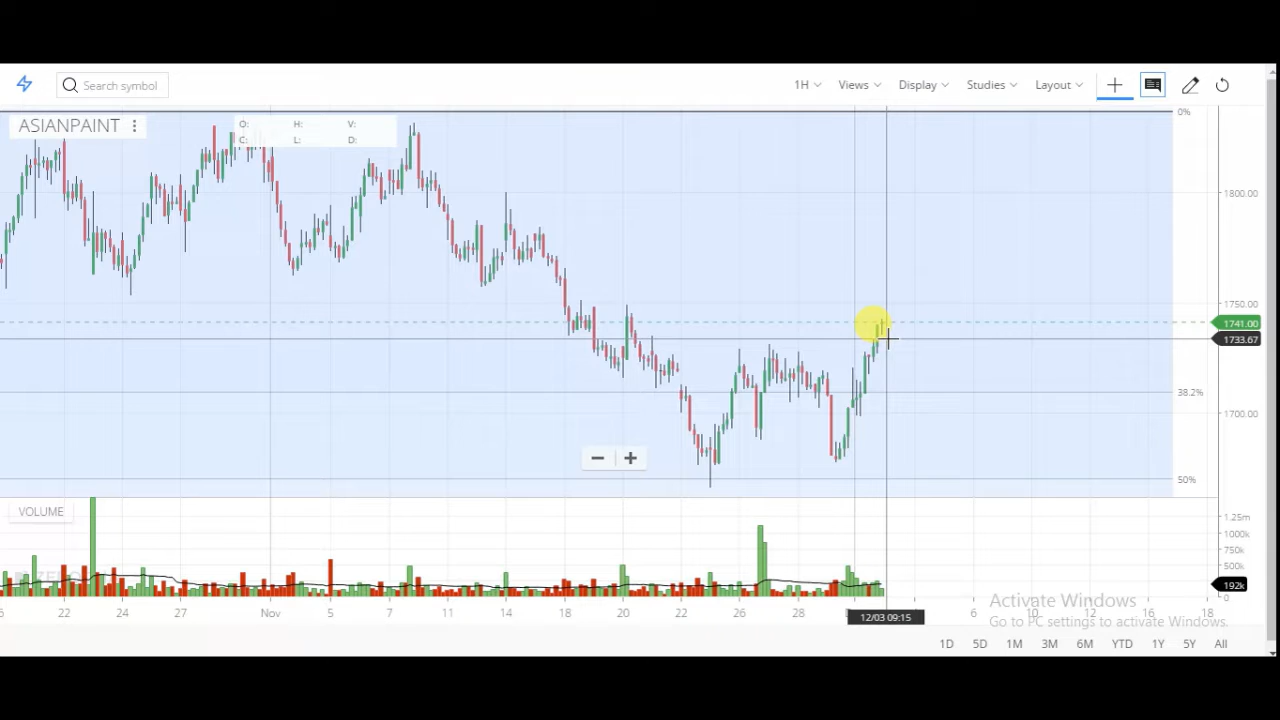 Search symbol
1H Views Display Studies Layout
ASIANPAINT
O: H: V:
C: L: D:
0%
1800.00
1750.00
1741.00
1733.67
38.2%
1700.00
50%
VOLUME
1.25m
1000k
750k
500k
192k
0
22 24 27 Nov 5 7 11 14 18 20 22 26 28 6 10 12 16 18
12/03 09:15
Activate Windows
Go to PC settings to activate Windows.
1D 5D 1M 3M 6M YTD 1Y 5Y All